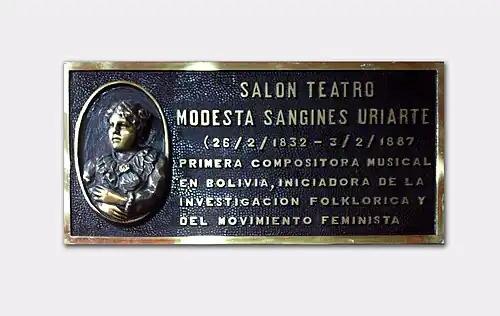 SALON TEATRO
MODESTA SANGINES URIARTE
(26/2/1832 - 3/2/1887
PRIMERA COMPOSITORA MUSICAL
EN BOLIVIA, INICIADORA DE LA
INVESTIGACION FOLKLORICA Y
DEL MOVIMIENTO FEMINISTA